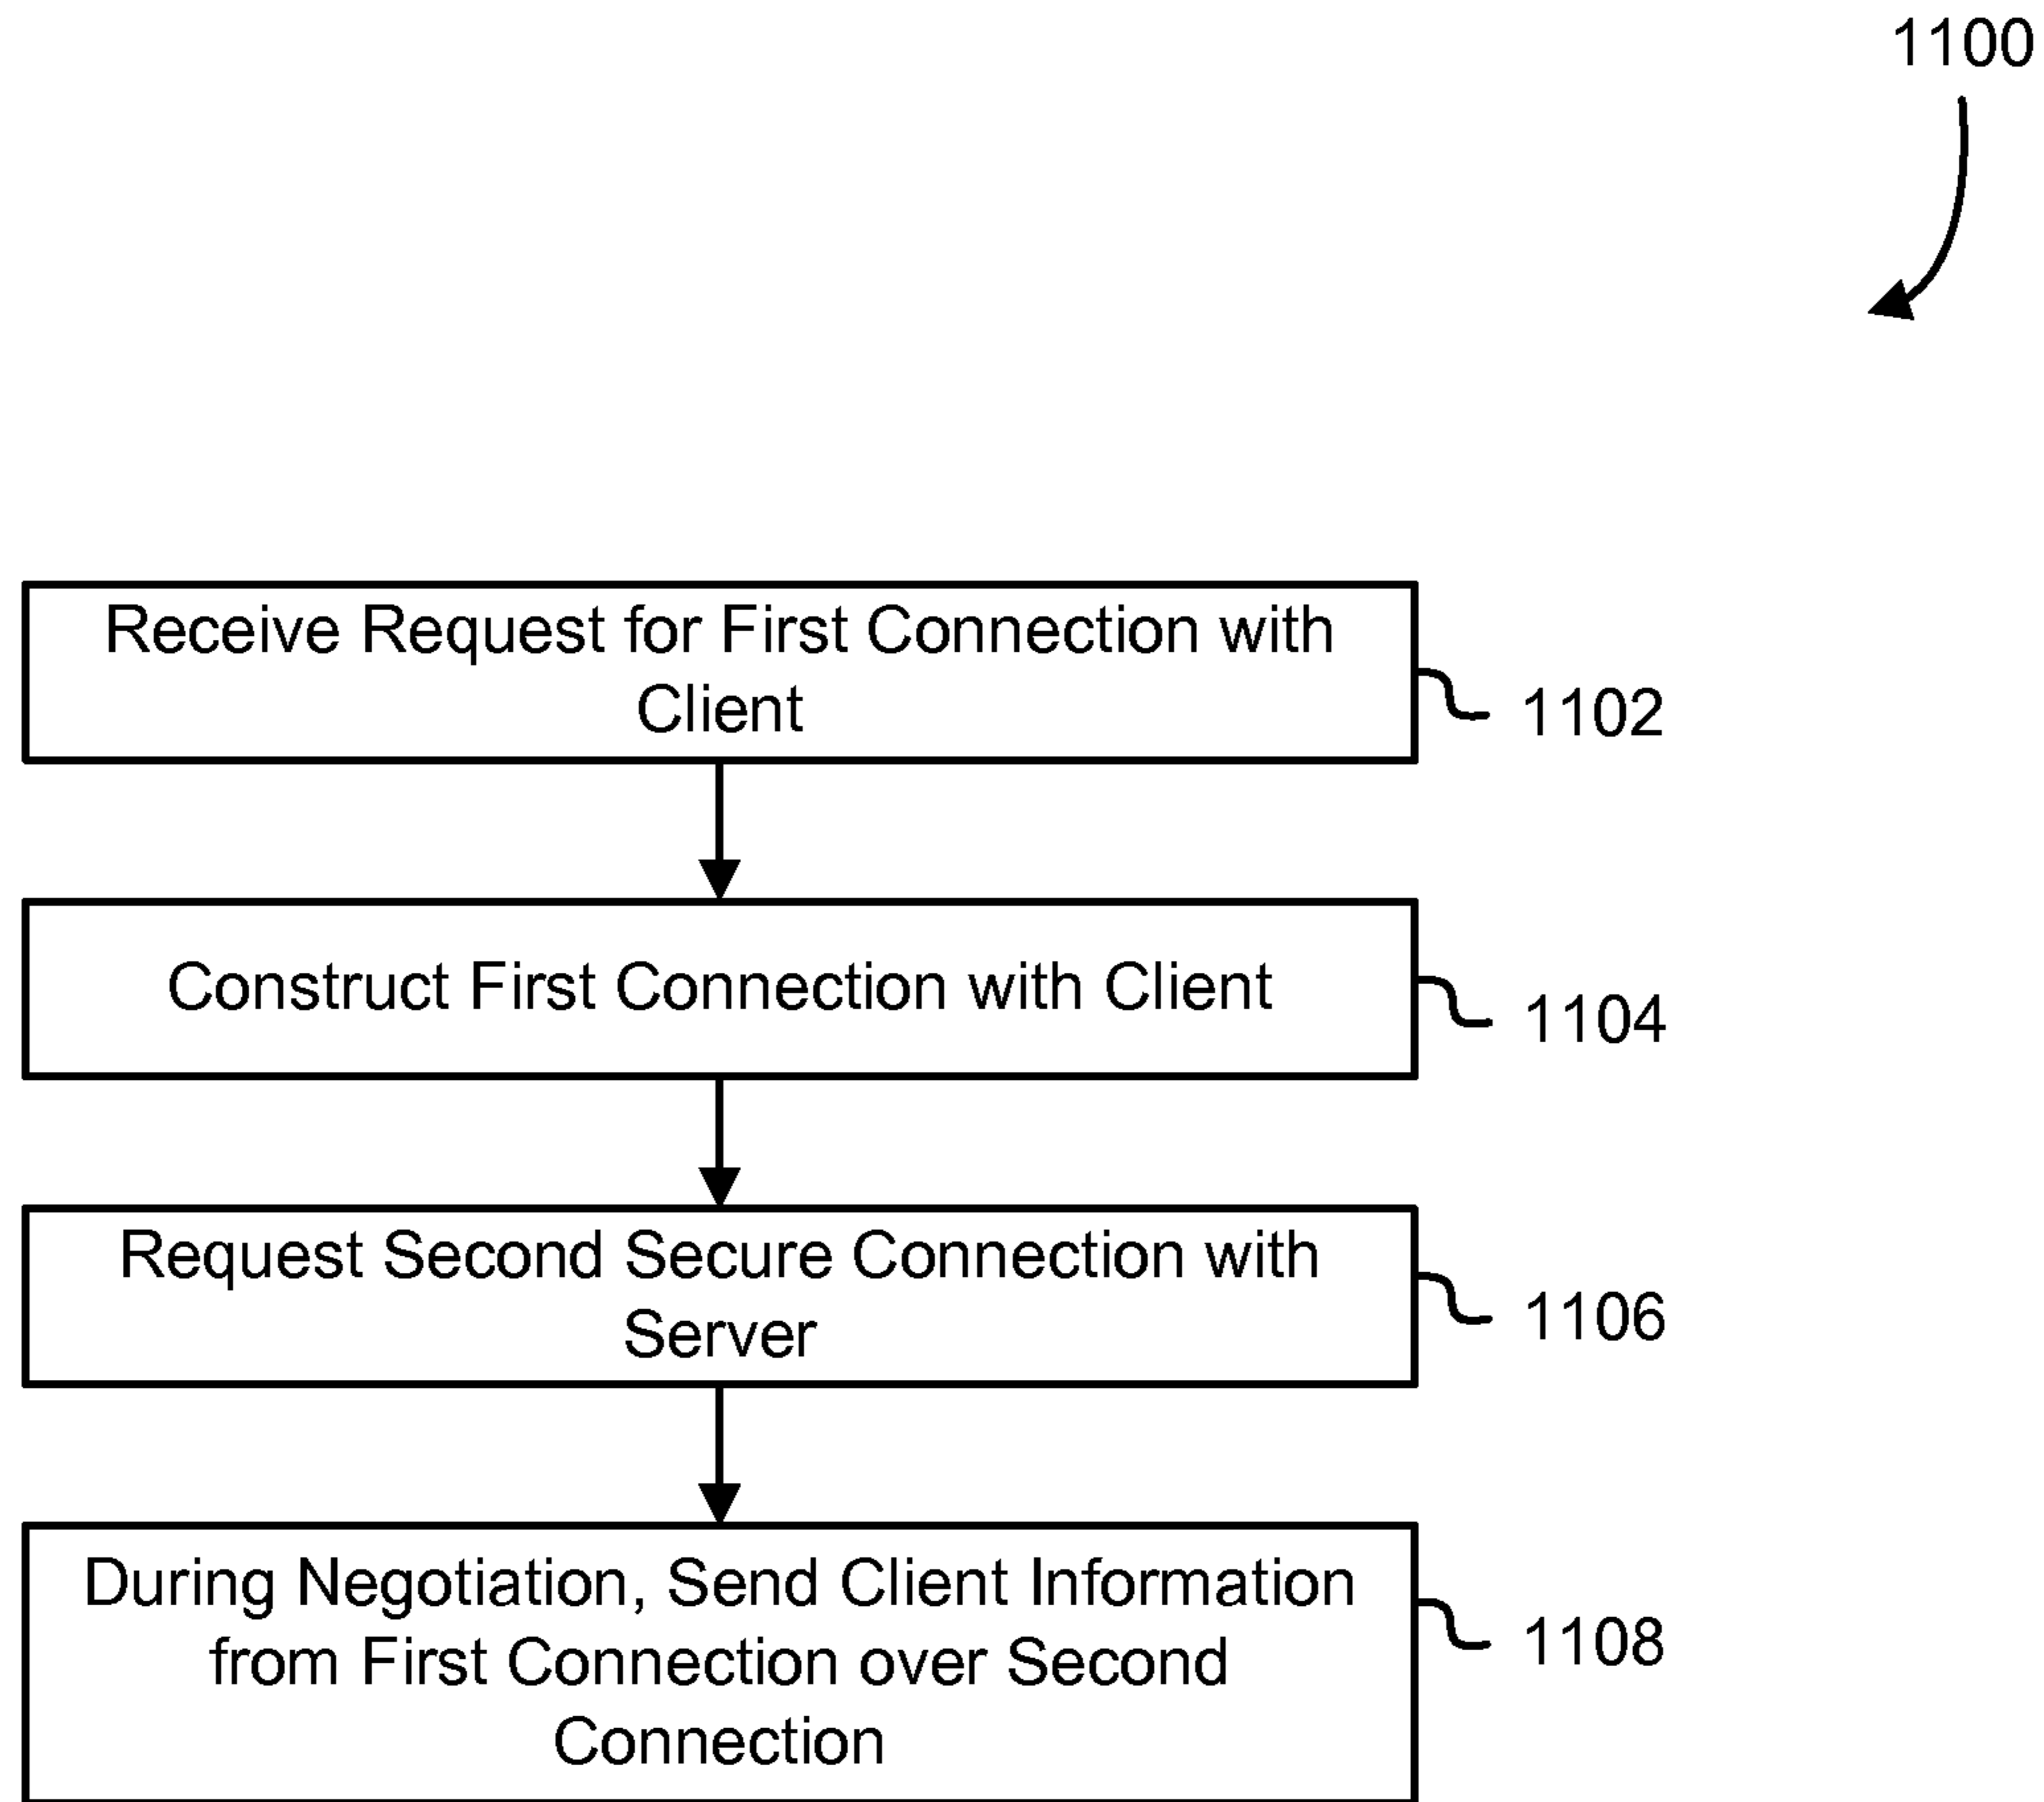 1100
Receive Request for First Connection with
Client
1102
Construct First Connection with Client
1104
Request Second Secure Connection with
Server
1106
During Negotiation, Send Client Information
from First Connection over Second
Connection
1108